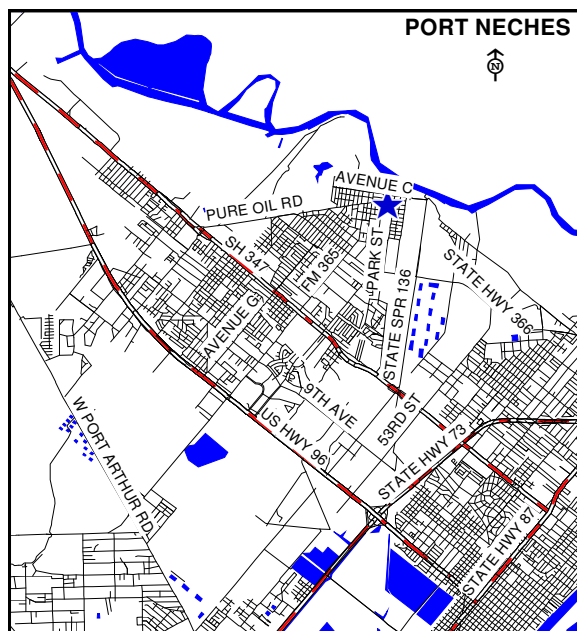 PORT NECHES
N
AVENUE C
PURE OIL RD
SH 347
FM 365
PARK ST
STATE SPR 136
STATE HWY 366
AVENUE G
9TH AVE
53RD ST
US HWY 96
STATE HWY 73
W PORT ARTHUR RD
STATE HWY 87